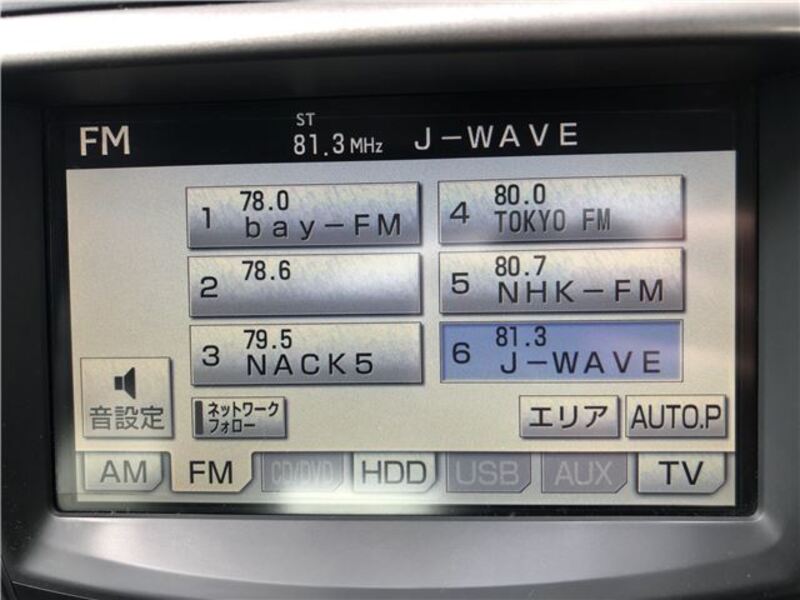 FM
ST
81.3 MHz J-WAVE
1 78.0
bay-FM
4 80.0
TOKYO FM
2 78.6
5 80.7
NHK-FM
3 79.5
NACK5
6 81.3
J-WAVE
音設定
ネットワーク
フォロー
エリア
AUTO.P
AM
FM
CD/DVD
HDD
USB
AUX
TV